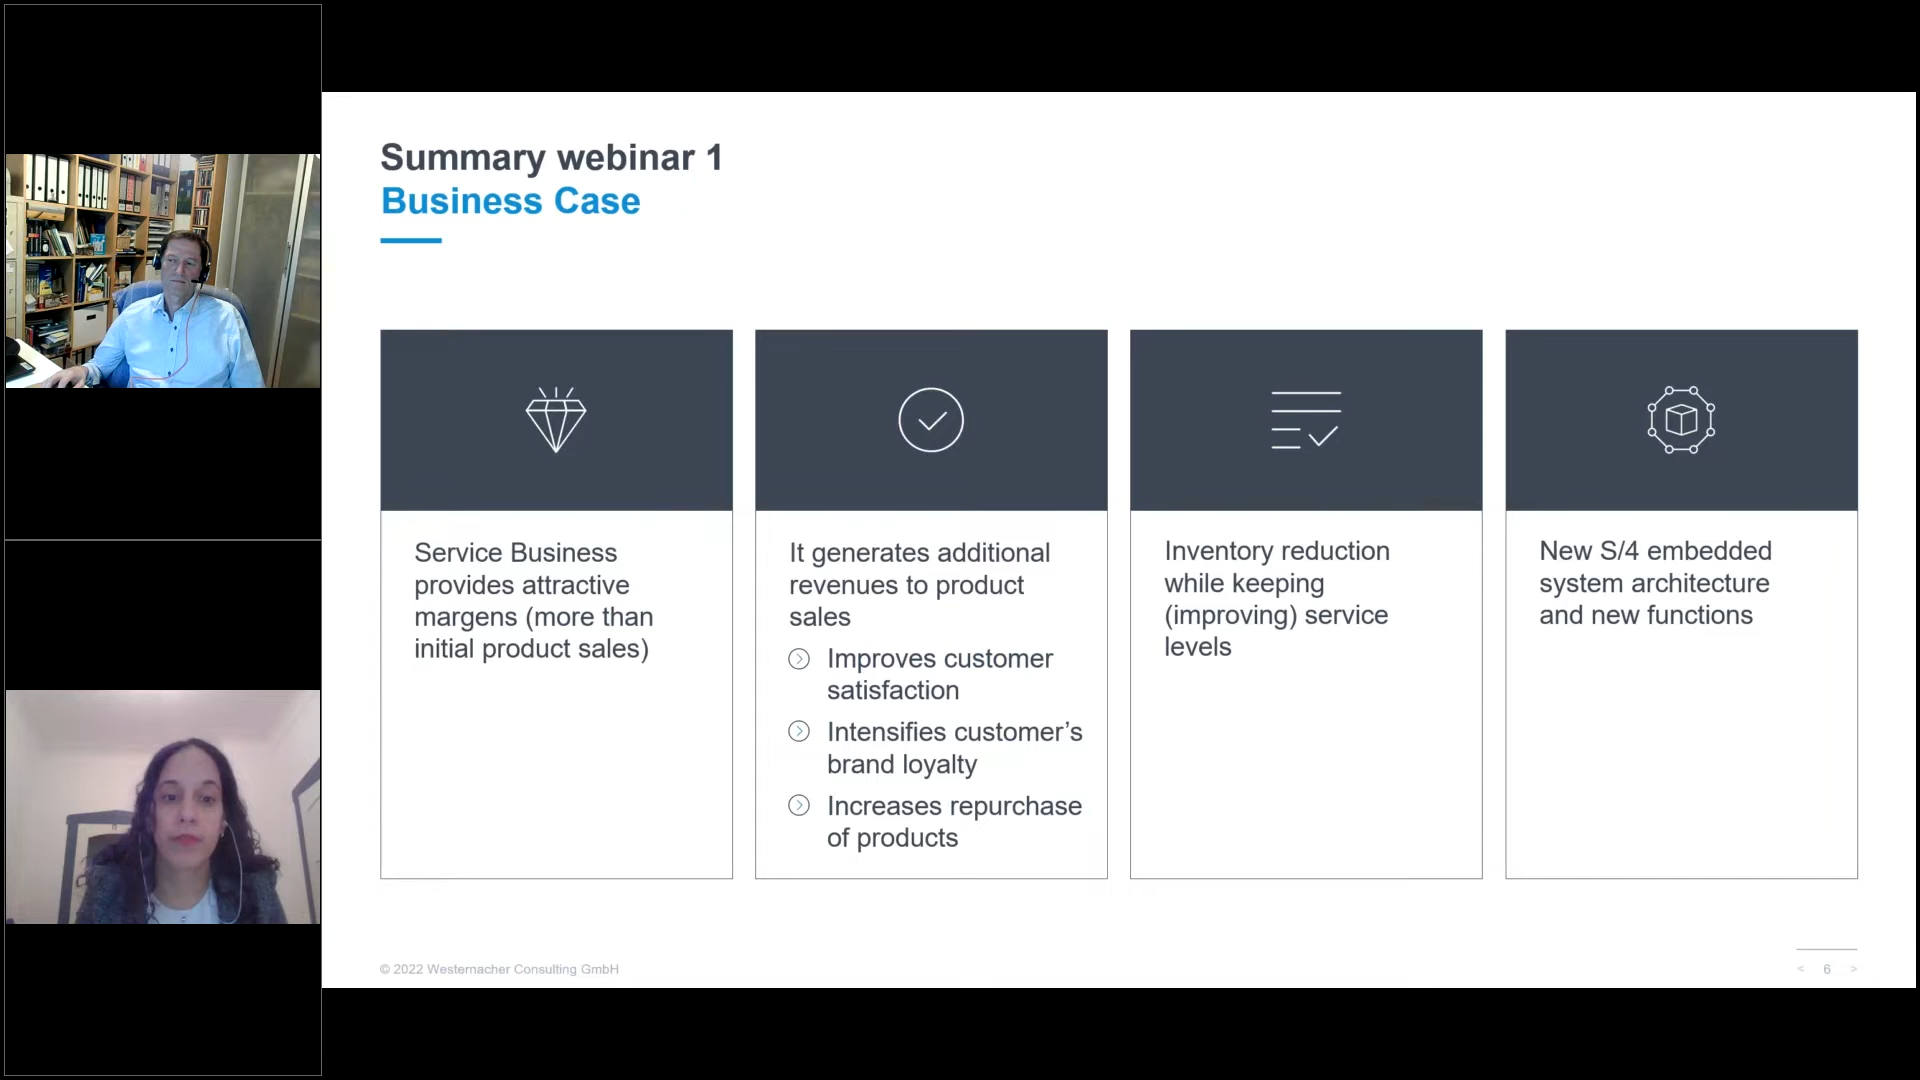 Summary webinar 1
Business Case
Service Business
provides attractive
margens (more than
initial product sales)
It generates additional
revenues to product
sales
Improves customer
satisfaction
Intensifies customer’s
brand loyalty
Increases repurchase
of products
Inventory reduction
while keeping
(improving) service
levels
New S/4 embedded
system architecture
and new functions
© 2022 Westernacher Consulting GmbH
< 6 >